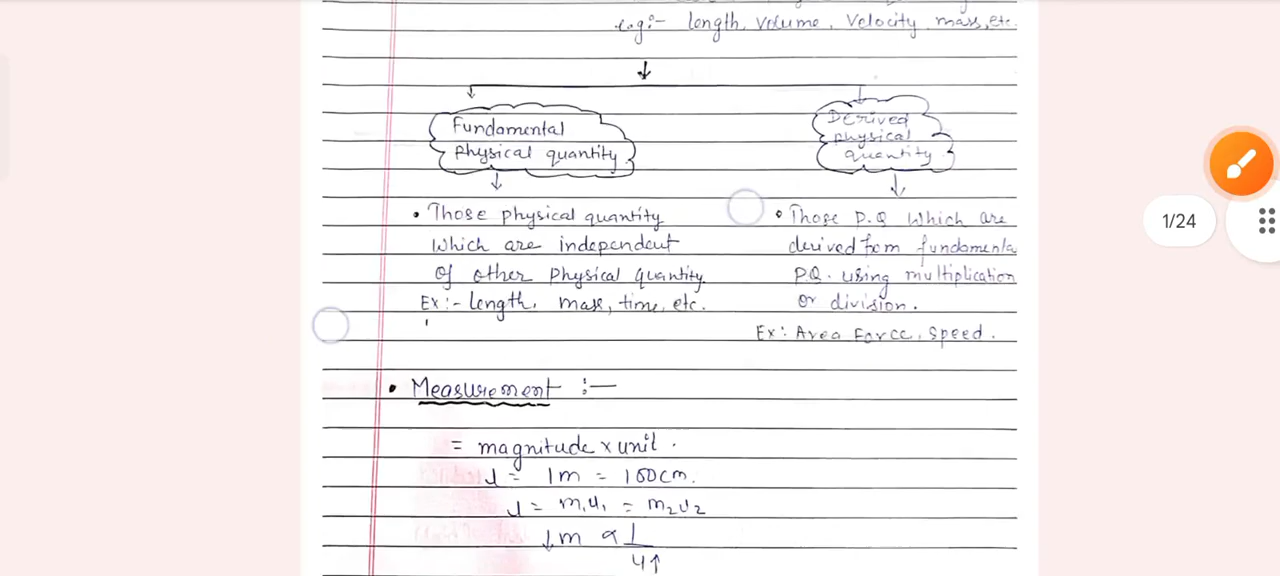 e.g:- length, volume, Velocity, mass, etc.
Fundamental
physical quantity
Derived
physical
quantity
• Those physical quantity
which are independent
of other physical quantity.
Ex:- length, mass, time, etc.
• Those P.Q which are
derived from fundamenta
P.Q. using multiplication
or division.
Ex: Area Force, Speed.
1/24
• Measurement :—
= magnitude x unit.
l = 1m = 100cm.
l = m₁u₁ = m₂u₂
↓m ∝ 1
u↑